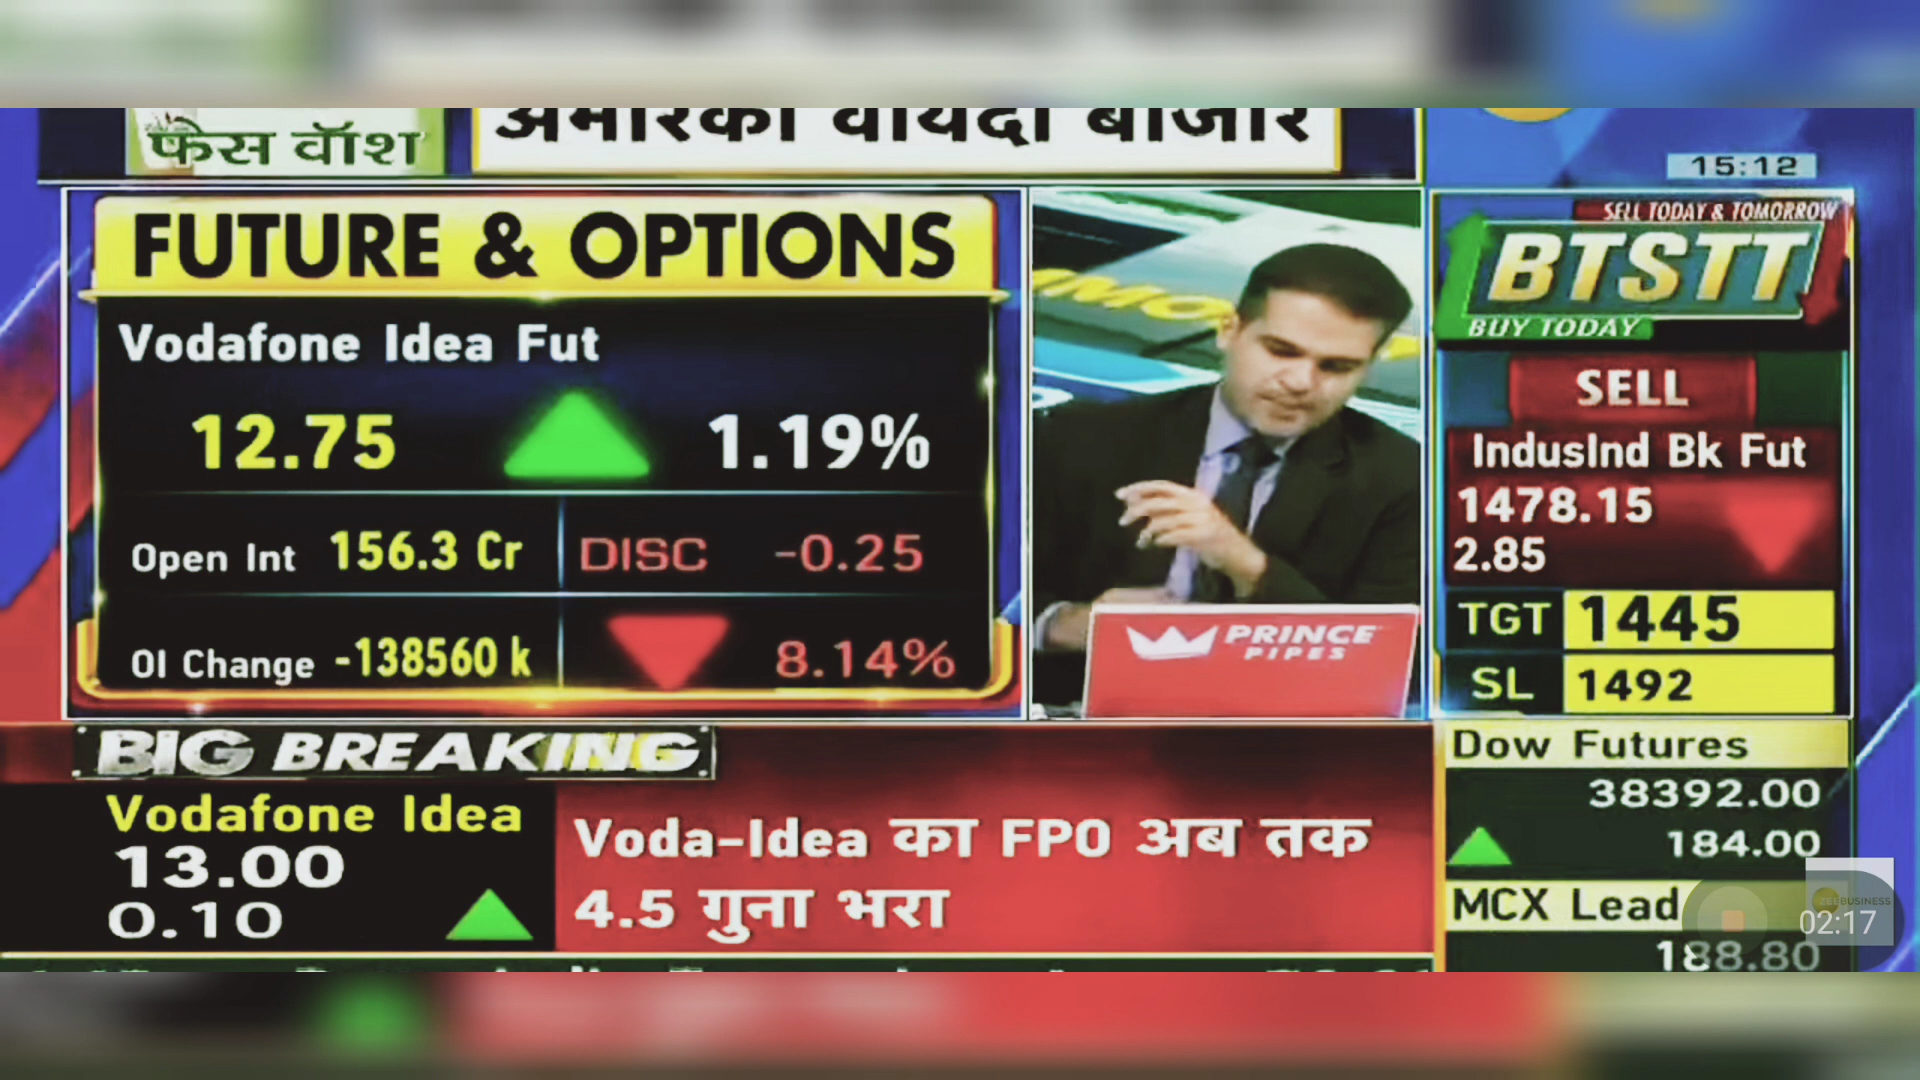 फेस वॉश
अमेरिका वायदा बाजार
15:12
FUTURE & OPTIONS
Vodafone Idea Fut
12.75 1.19%
Open Int 156.3 Cr DISC -0.25
OI Change -138560 k 8.14%
PRINCE
PIPES
SELL TODAY & TOMORROW
BTSTT
BUY TODAY
SELL
IndusInd Bk Fut
1478.15
2.85
TGT 1445
SL 1492
BIG BREAKING
Vodafone Idea
13.00
0.10
Voda-Idea का FPO अब तक
4.5 गुना भरा
Dow Futures
38392.00
184.00
MCX Lead
188.80
ZEEBUSINESS
02:17